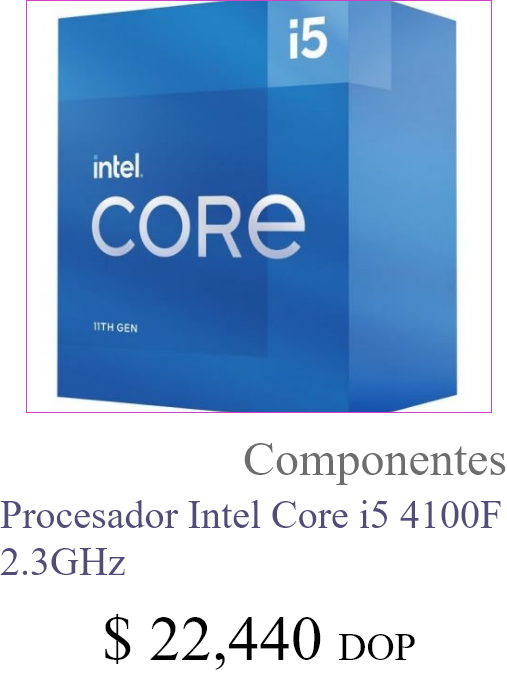 i5
intel.
CORE
11TH GEN
Componentes
Procesador Intel Core i5 4100F
2.3GHz
$ 22,440 DOP